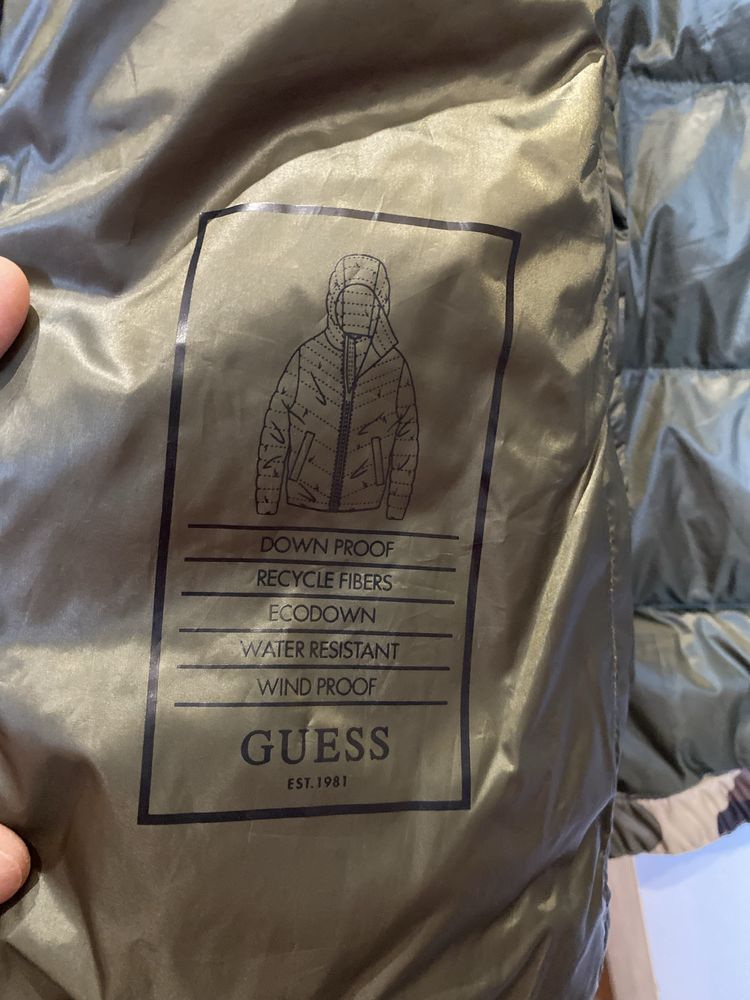 DOWN PROOF
RECYCLE FIBERS
ECODOWN
WATER RESISTANT
WIND PROOF
GUESS
EST. 1981